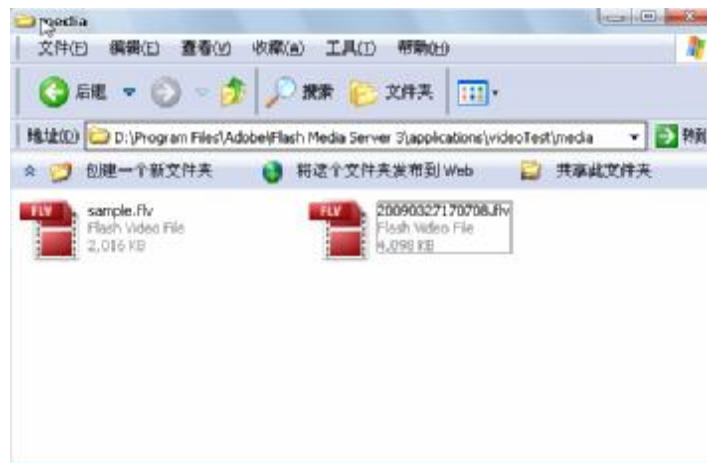 media
文件(F) 编辑(E) 查看(V) 收藏(A) 工具(T) 帮助(H)
后退 搜索 文件夹
地址(D) D:\Program Files\Adobe\Flash Media Server 3\applications\videoTest\media 转到
创建一个新文件夹 将这个文件夹发布到 Web 共享此文件夹
FLV sample.flv
Flash Video File
2,016 KB
FLV 20090327170708.flv
Flash Video File
4,098 KB